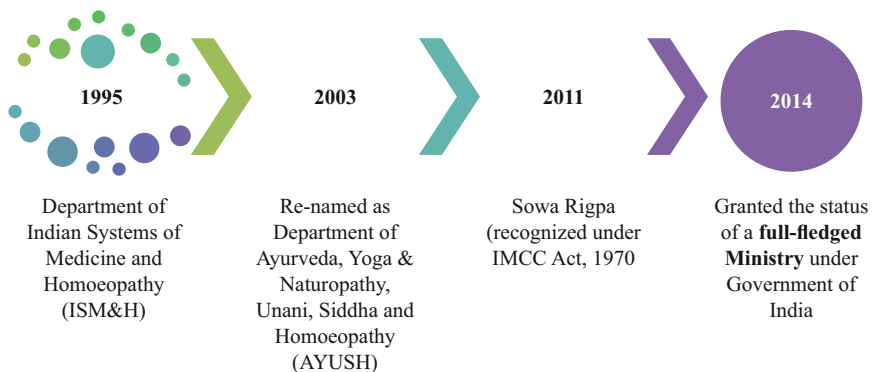 1995
Department of
Indian Systems of
Medicine and
Homoeopathy
(ISM&H)
2003
Re-named as
Department of
Ayurveda, Yoga &
Naturopathy,
Unani, Siddha and
Homoeopathy
(AYUSH)
2011
Sowa Rigpa
(recognized under
IMCC Act, 1970
2014
Granted the status
of a full-fledged
Ministry under
Government of
India